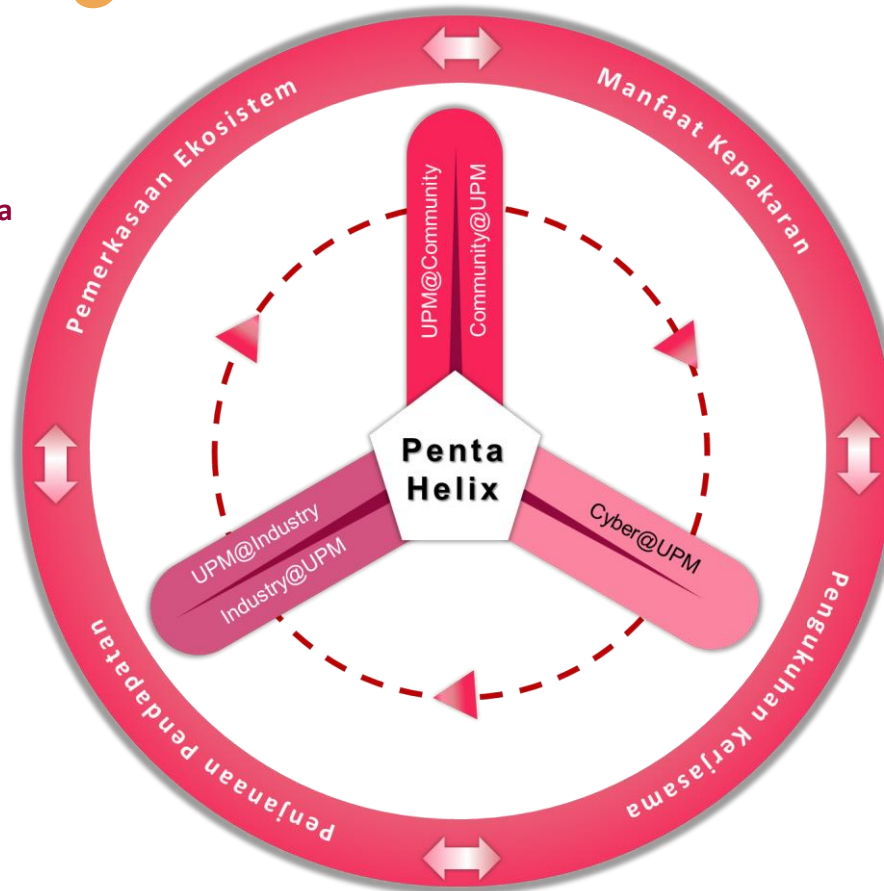 Pemerkasaan Ekosistem
Manfaat Kepakaran
a
UPM@Community
Community@UPM
Penta
Helix
UPM@Industry
Industry@UPM
Cyber@UPM
Penjanaan Pendapatan
Pengukuhan Kerjasama